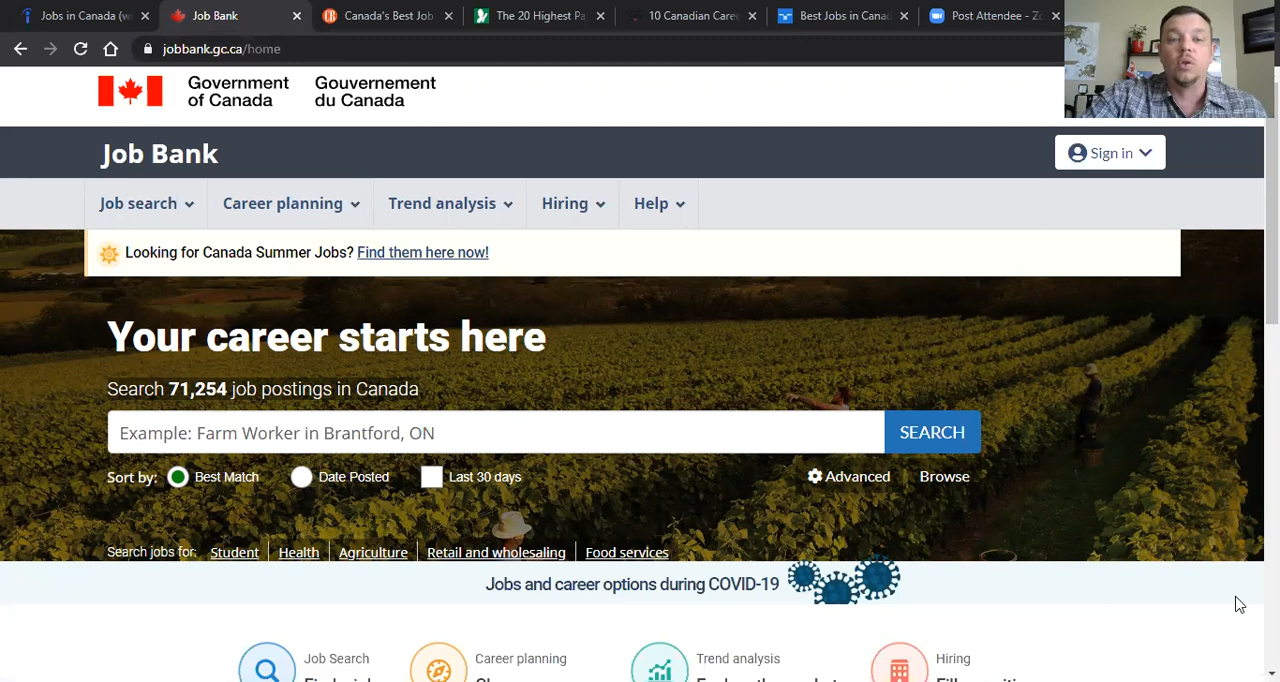 Jobs in Canada (w
Job Bank
Canada's Best Job
The 20 Highest Pa
10 Canadian Caree
Best Jobs in Canad
Post Attendee - Zo
jobbank.gc.ca/home
Government of Canada
Gouvernement du Canada
Job Bank
Sign in
Job search
Career planning
Trend analysis
Hiring
Help
Looking for Canada Summer Jobs? Find them here now!
Your career starts here
Search 71,254 job postings in Canada
Example: Farm Worker in Brantford, ON
SEARCH
Sort by: Best Match Date Posted Last 30 days
Advanced Browse
Search jobs for: Student Health Agriculture Retail and wholesaling Food services
Jobs and career options during COVID-19
Job Search
Career planning
Trend analysis
Hiring